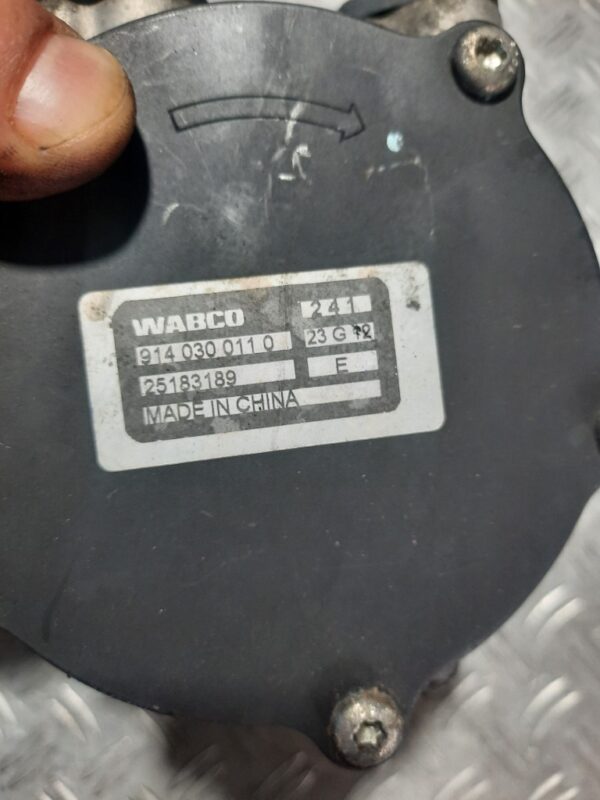 WABCO 241
914 030 011 0 23 G 12
25183189 E
MADE IN CHINA